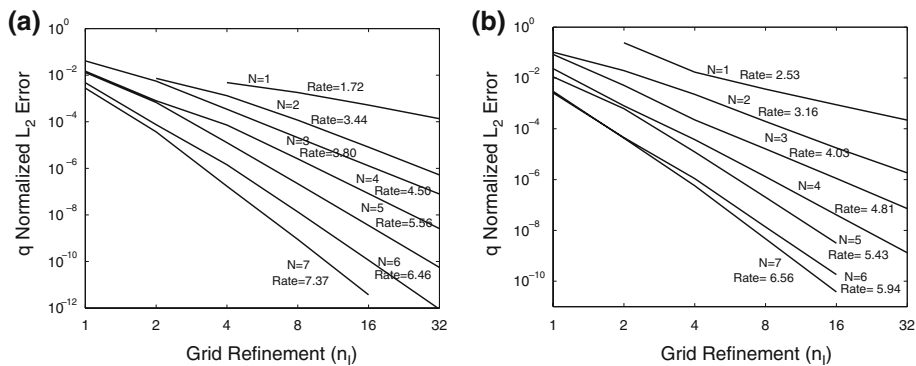 (a)
10^0
10^-2
10^-4
10^-6
10^-8
10^-10
10^-12
q Normalized L_2 Error
N=1
Rate=1.72
N=2
Rate=3.44
N=3
Rate=3.80
N=4
Rate=4.50
N=5
Rate=5.56
N=6
Rate=6.46
N=7
Rate=7.37
1 2 4 8 16 32
Grid Refinement (n_l)
(b)
10^0
10^-2
10^-4
10^-6
10^-8
10^-10
q Normalized L_2 Error
N=1
Rate= 2.53
N=2
Rate= 3.16
N=3
Rate= 4.03
N=4
Rate= 4.81
N=5
Rate= 5.43
N=6
Rate= 5.94
N=7
Rate= 6.56
1 2 4 8 16 32
Grid Refinement (n_l)